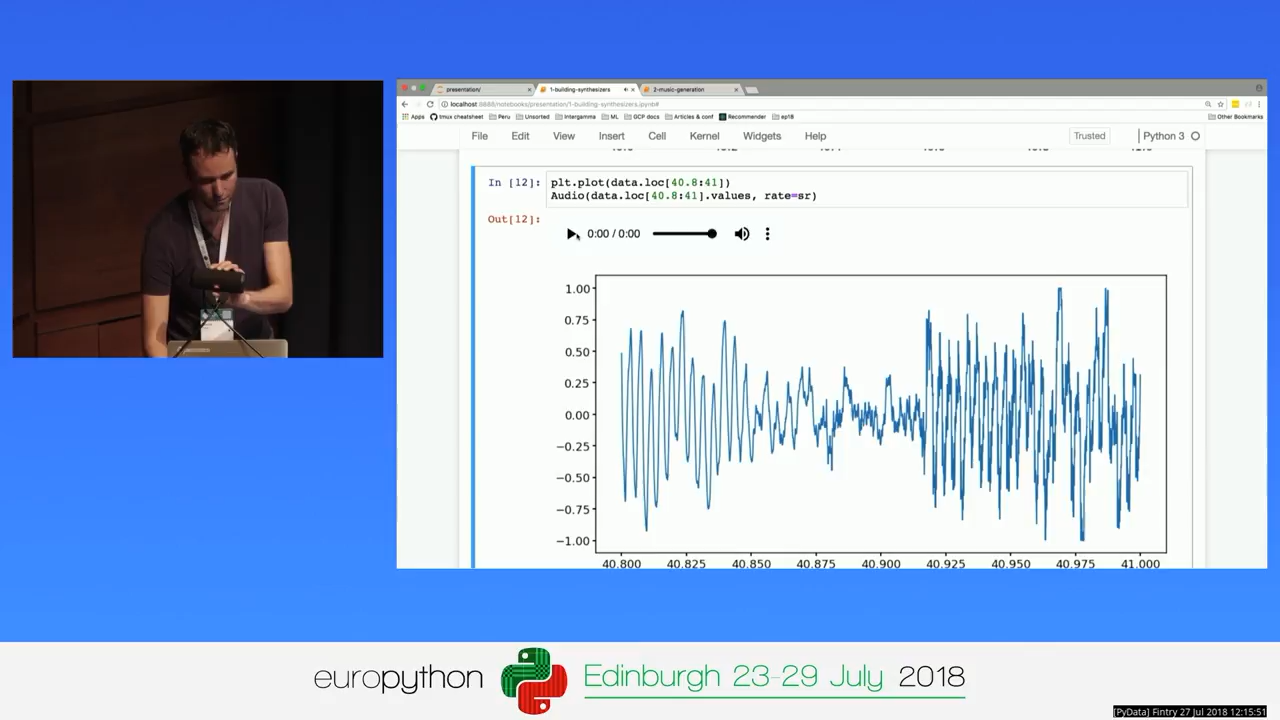 presentation/
1-building-synthesizers
2-music-generation
localhost:8888/notebooks/presentation/1-building-synthesizers.ipynb#
Apps
tmux cheatsheet
Peru
Unsorted
Intergamma
ML
GCP docs
Articles & conf
Recommender
ep18
Other Bookmarks
File Edit View Insert Cell Kernel Widgets Help
Trusted
Python 3
In [12]:
plt.plot(data.loc[40.8:41])
Audio(data.loc[40.8:41].values, rate=sr)
Out[12]:
0:00 / 0:00
1.00
0.75
0.50
0.25
0.00
−0.25
−0.50
−0.75
−1.00
40.800 40.825 40.850 40.875 40.900 40.925 40.950 40.975 41.000
europython
Edinburgh 23-29 July 2018
[PyData] Fintry 27 Jul 2018 12:15:51